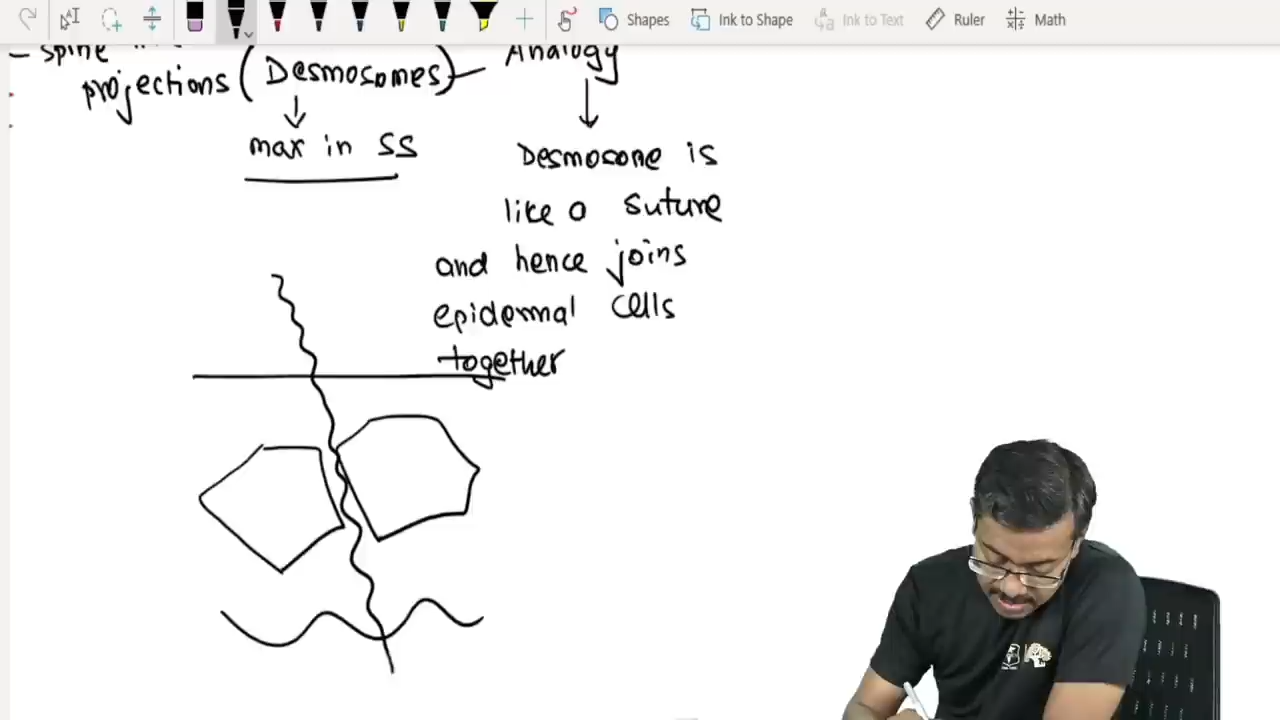 Shapes
Ink to Shape
Ink to Text
Ruler
Math
- spine
projections (Desmosomes) - Analogy
max in SS
Desmosone is
like a suture
and hence joins
epidermal cells
together